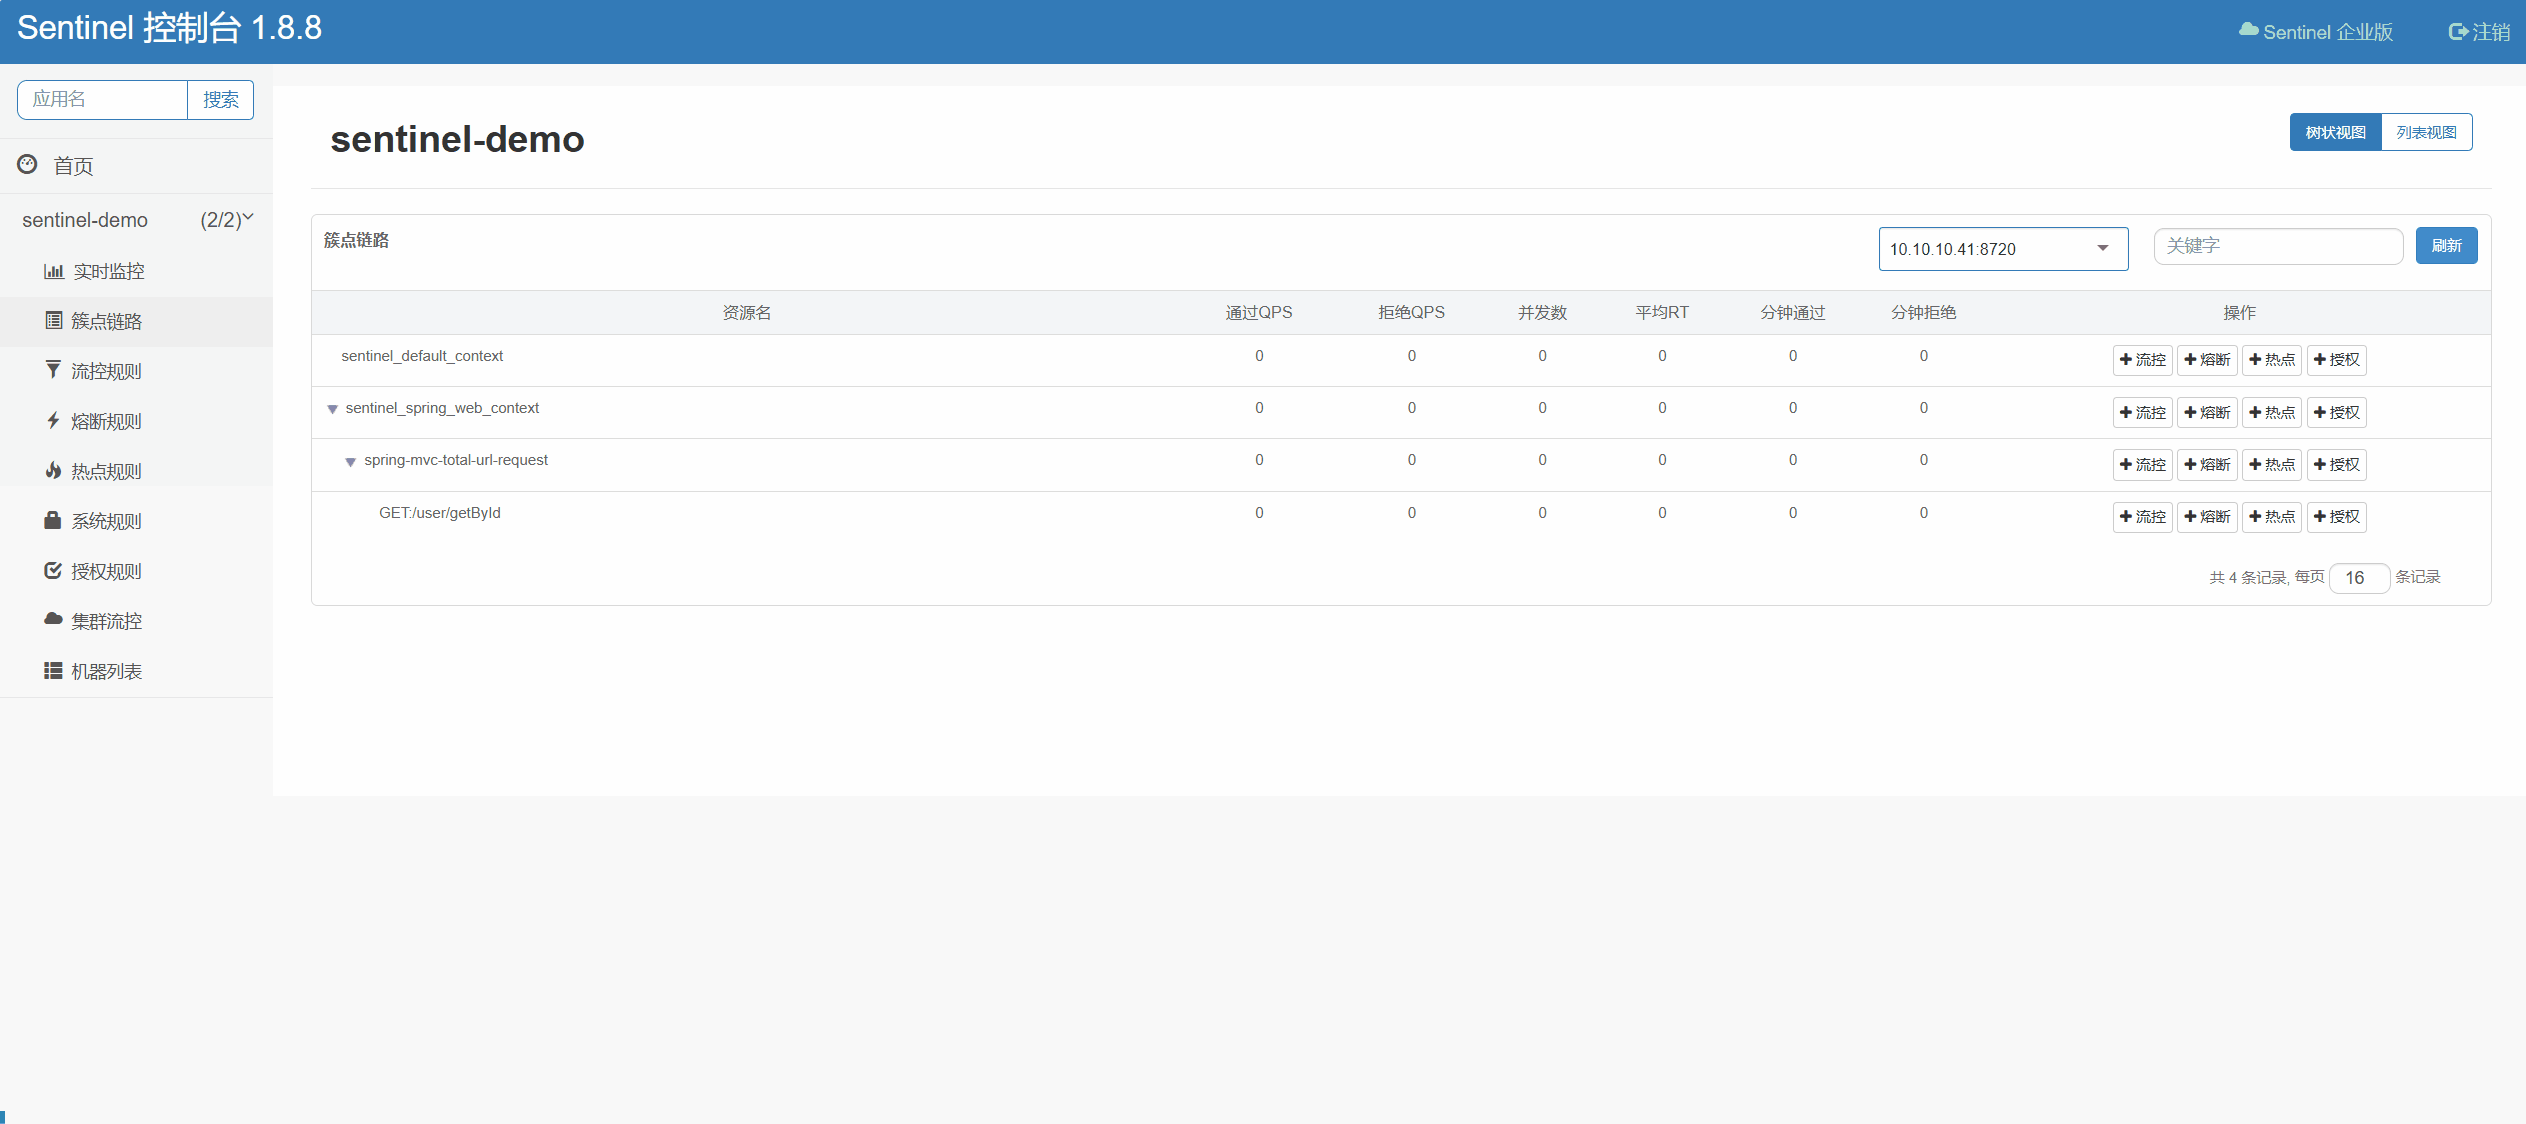 Sentinel 控制台 1.8.8
Sentinel 企业版
注销
应用名
搜索
首页
sentinel-demo (2/2)
实时监控
簇点链路
流控规则
熔断规则
热点规则
系统规则
授权规则
集群流控
机器列表
sentinel-demo
树状视图 列表视图
簇点链路
10.10.10.41:8720
关键字
刷新
资源名 通过QPS 拒绝QPS 并发数 平均RT 分钟通过 分钟拒绝 操作
sentinel_default_context 0 0 0 0 0 0 流控 熔断 热点 授权
sentinel_spring_web_context 0 0 0 0 0 0 流控 熔断 热点 授权
spring-mvc-total-url-request 0 0 0 0 0 0 流控 熔断 热点 授权
GET:/user/getById 0 0 0 0 0 0 流控 熔断 热点 授权
共 4 条记录, 每页 16 条记录